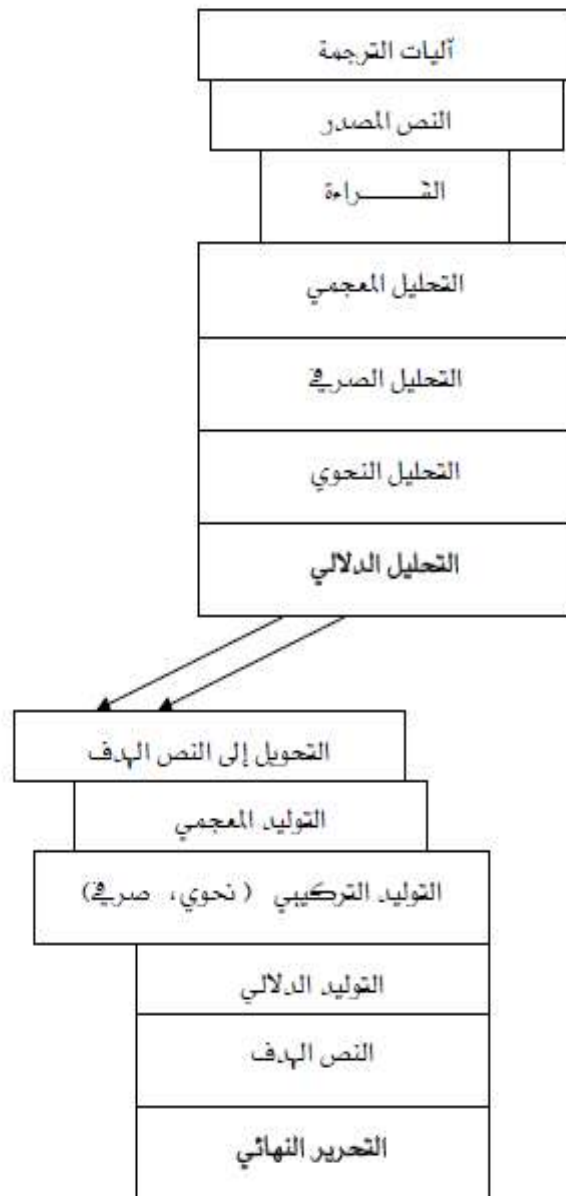 آليات الترجمة
النص المصدر
القـــــراءة
التحليل المعجمي
التحليل الصرفي
التحليل النحوي
التحليل الدلالي
التحويل إلى النص الهدف
التوليد المعجمي
التوليد التركيبي ( نحوي، صرفي)
التوليد الدلالي
النص الهدف
التحرير النهائي